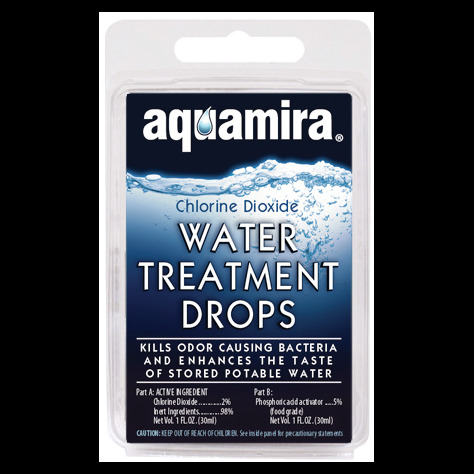 aquamira®
Chlorine Dioxide
WATER
TREATMENT
DROPS
KILLS ODOR CAUSING BACTERIA
AND ENHANCES THE TASTE
OF STORED POTABLE WATER
Part A: ACTIVE INGREDIENT
Chlorine Dioxide.............2%
Inert Ingredients.........98%
Net Vol. 1 FL.OZ. (30ml)
Part B:
Phosphoric acid activator .....5%
(food grade)
Net Vol. 1 FL.OZ. (30ml)
CAUTION: KEEP OUT OF REACH OF CHILDREN. See inside panel for precautionary statements